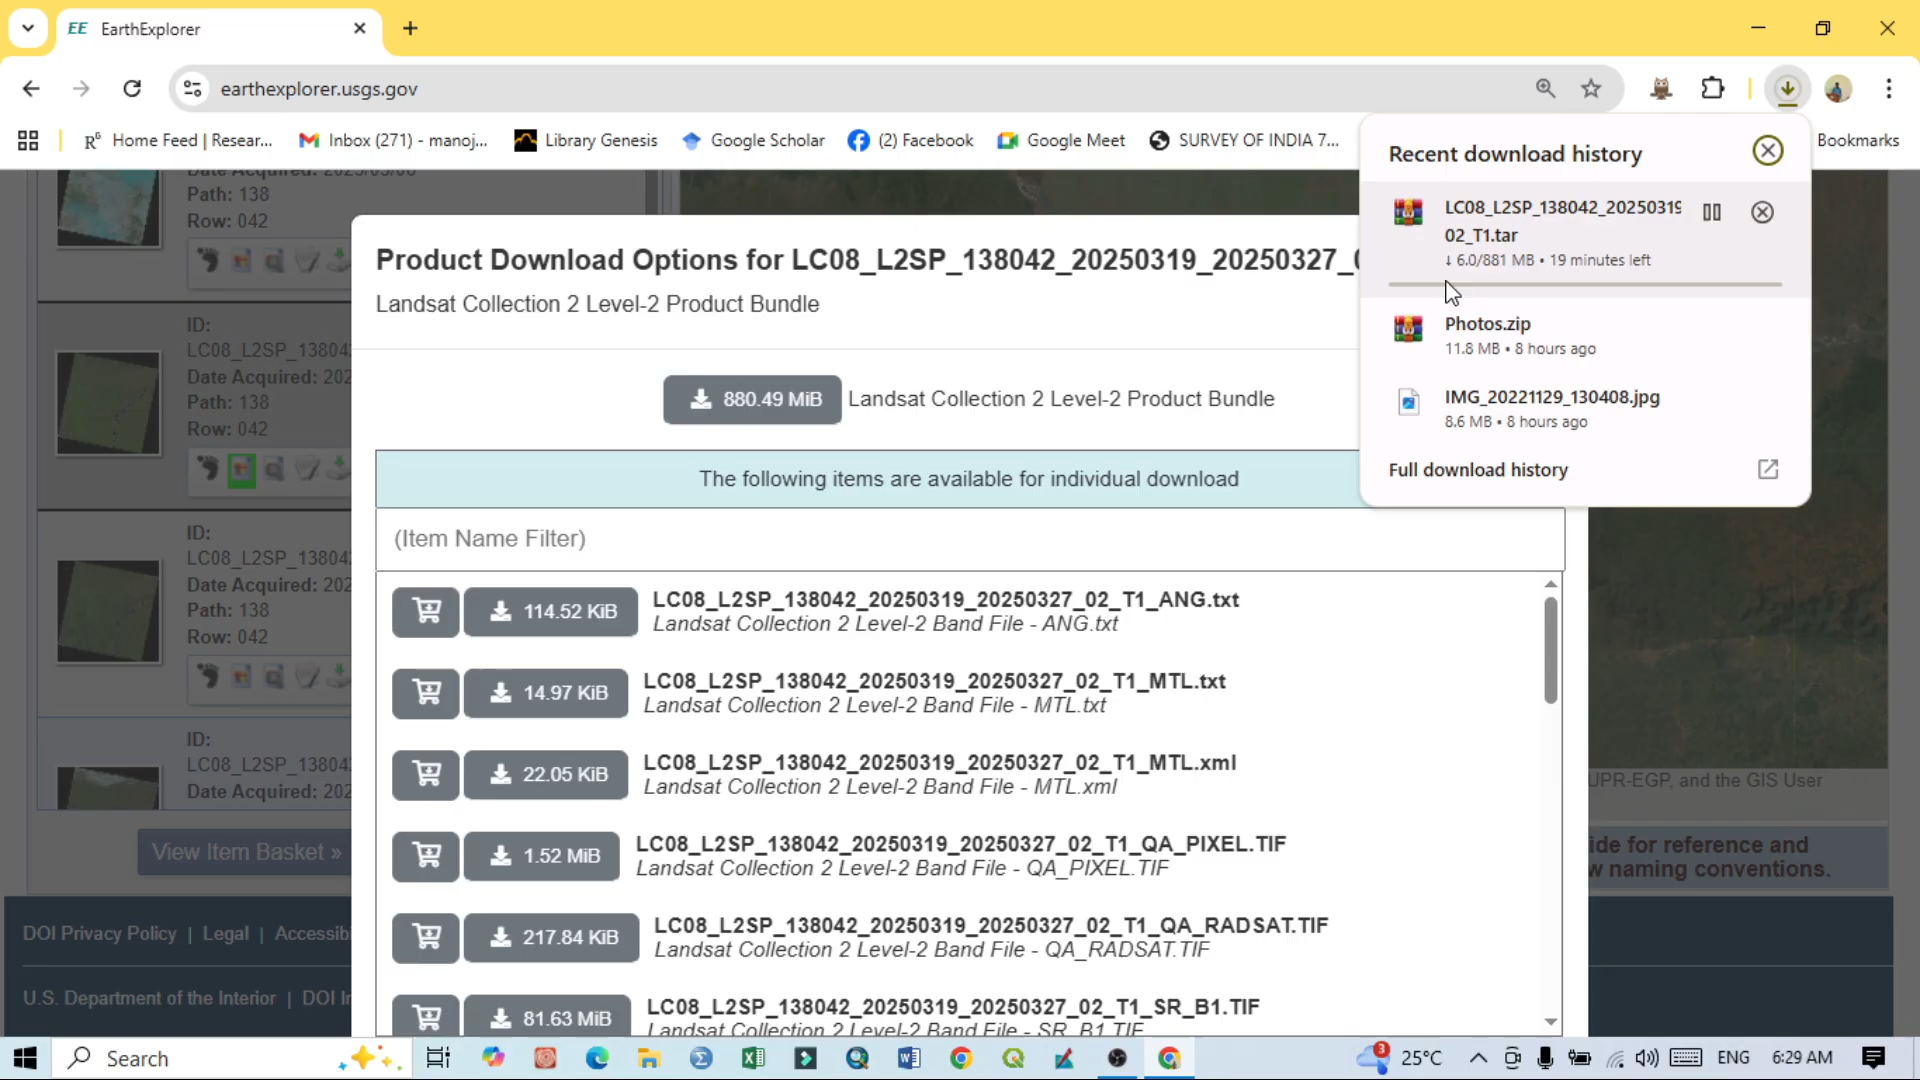 EE EarthExplorer
earthexplorer.usgs.gov
R⁶ Home Feed | Resear...
Inbox (271) - manoj...
Library Genesis
Google Scholar
(2) Facebook
Google Meet
SURVEY OF INDIA 7...
Bookmarks
Recent download history
LC08_L2SP_138042_20250319
02_T1.tar
↓ 6.0/881 MB • 19 minutes left
Photos.zip
11.8 MB • 8 hours ago
IMG_20221129_130408.jpg
8.6 MB • 8 hours ago
Full download history
Path: 138
Row: 042
ID:
LC08_L2SP_13804
Date Acquired: 202
Path: 138
Row: 042
ID:
LC08_L2SP_13804
Date Acquired: 202
Path: 138
Row: 042
ID:
LC08_L2SP_13804
Date Acquired: 202
View Item Basket »
Product Download Options for LC08_L2SP_138042_20250319_20250327_
Landsat Collection 2 Level-2 Product Bundle
880.49 MiB Landsat Collection 2 Level-2 Product Bundle
The following items are available for individual download
(Item Name Filter)
114.52 KiB LC08_L2SP_138042_20250319_20250327_02_T1_ANG.txt
Landsat Collection 2 Level-2 Band File - ANG.txt
14.97 KiB LC08_L2SP_138042_20250319_20250327_02_T1_MTL.txt
Landsat Collection 2 Level-2 Band File - MTL.txt
22.05 KiB LC08_L2SP_138042_20250319_20250327_02_T1_MTL.xml
Landsat Collection 2 Level-2 Band File - MTL.xml
1.52 MiB LC08_L2SP_138042_20250319_20250327_02_T1_QA_PIXEL.TIF
Landsat Collection 2 Level-2 Band File - QA_PIXEL.TIF
217.84 KiB LC08_L2SP_138042_20250319_20250327_02_T1_QA_RADSAT.TIF
Landsat Collection 2 Level-2 Band File - QA_RADSAT.TIF
81.63 MiB LC08_L2SP_138042_20250319_20250327_02_T1_SR_B1.TIF
Landsat Collection 2 Level-2 Band File - SR_B1.TIF
UPR-EGP, and the GIS User
ide for reference and
w naming conventions.
DOI Privacy Policy | Legal | Accessibi
U.S. Department of the Interior | DOI I
Search
3 25°C
ENG 6:29 AM